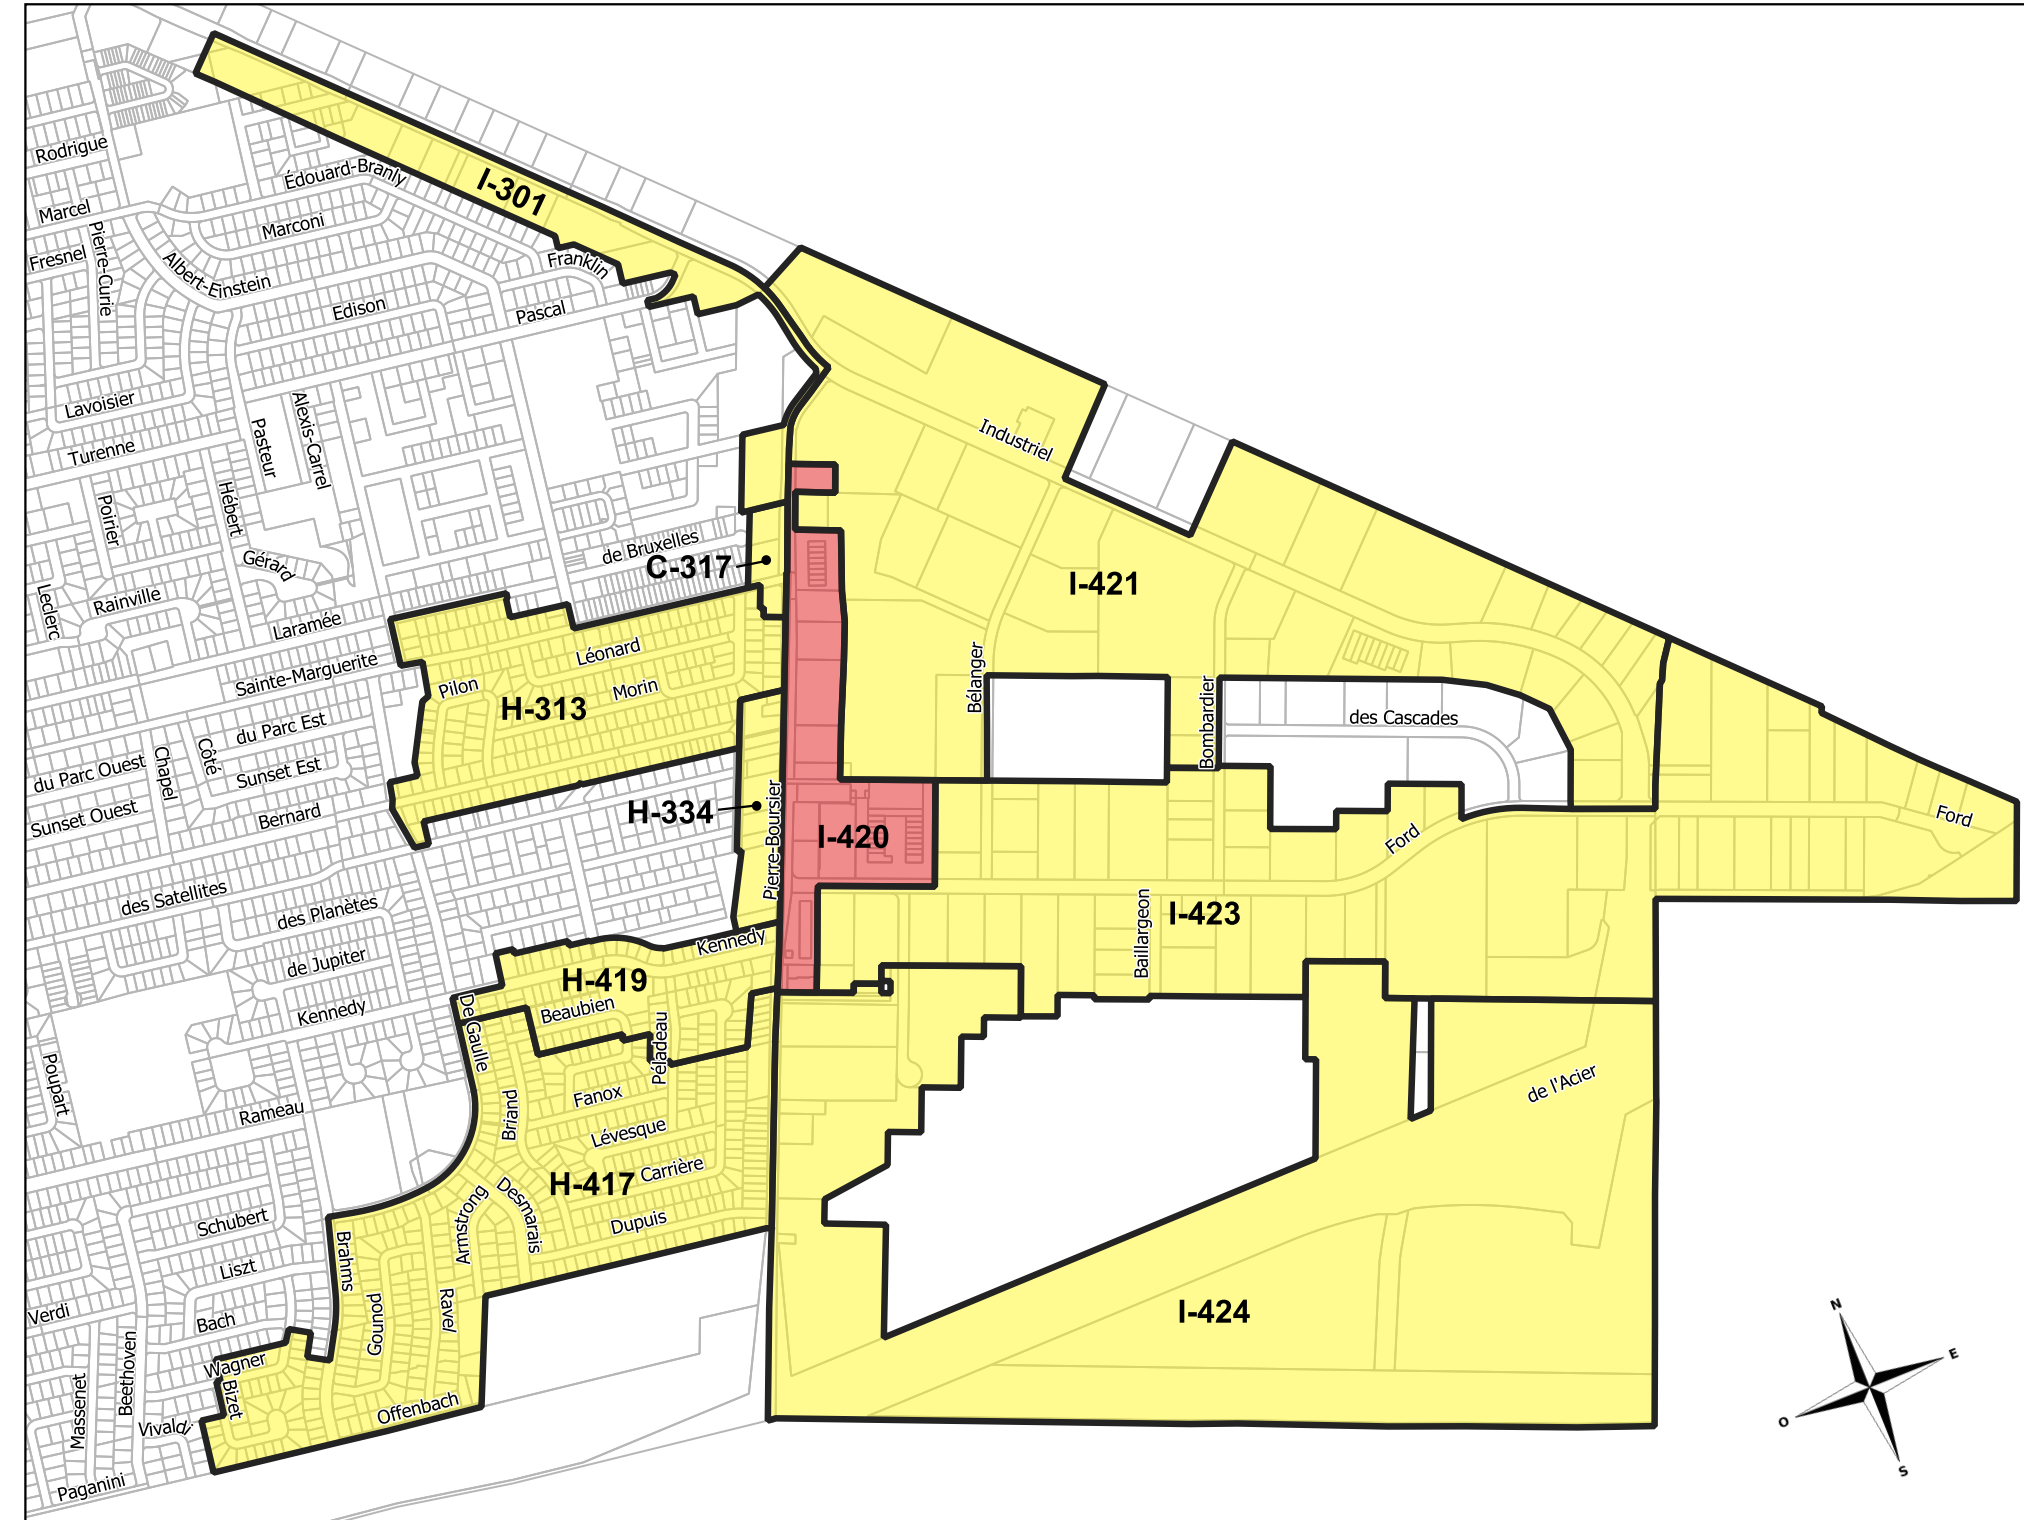 Rodrigue
Édouard-Branly
I-301
Marcel
Marconi
Pierre-Curie
Fresnel
Albert-Einstein
Franklin
Edison
Pascal
Lavoisier
Alexis-Carrel
Pasteur
Turenne
Industriel
Hébert
Poirier
de Bruxelles
C-317
Gérard
I-421
Leclerc
Rainville
Laramée
Léonard
Sainte-Marguerite
Pilon
Morin
H-313
Bélanger
Bombardier
des Cascades
du Parc Est
Côté
Chapel
du Parc Ouest
Sunset Est
Sunset Ouest
Bernard
H-334
Pierre-Boursier
I-420
Ford
Ford
des Satellites
des Planètes
Baillargeon
I-423
Kennedy
de Jupiter
H-419
Beaubien
De Gaulle
Kennedy
Péladeau
Poupart
Fanox
de l'Acier
Briand
Rameau
Lévesque
Carrière
H-417
Desmarais
Armstrong
Schubert
Dupuis
Brahms
Liszt
Ravel
Gounod
Verdi
Bach
I-424
N
E
O
S
Beethoven
Wagner
Bizet
Massenet
Vivaldi
Offenbach
Paganini